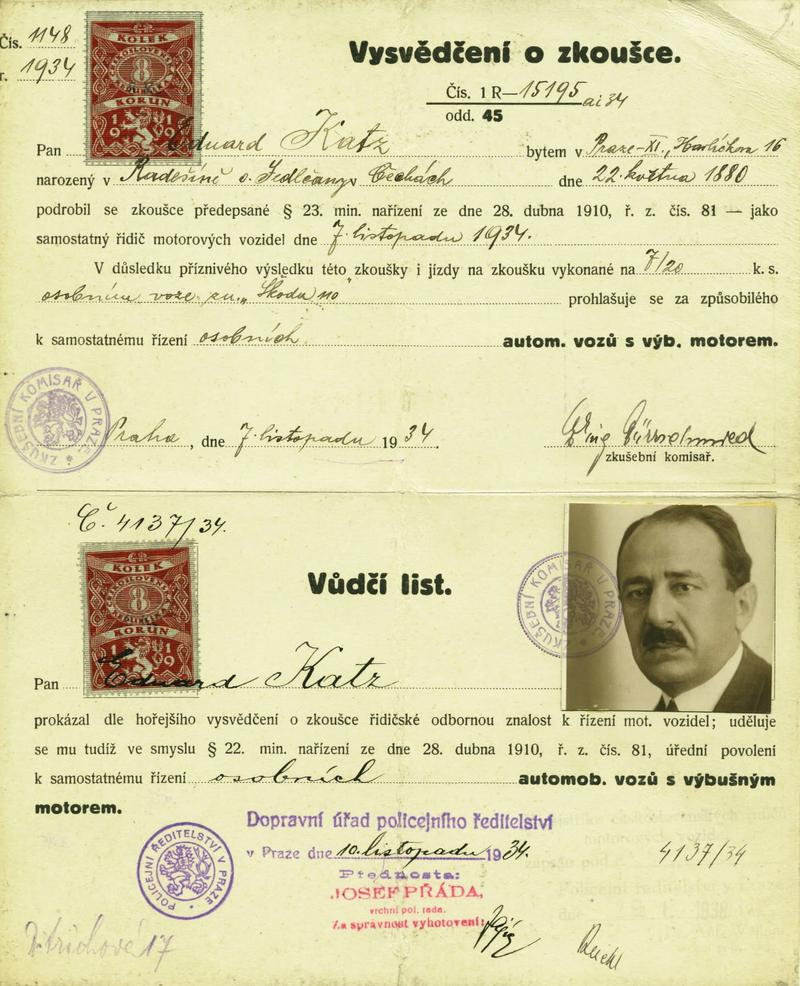 Čís. 1148
r. 1934
KOLEK
8
KORUN
1919
Vysvědčení o zkoušce.
Čís. 1 R—15195 ai 34
odd. 45
Pan Eduard Katz bytem v Praze-XI., Havlíčkova 16
narozený v Radešíně o. Sedlčany v Čechách dne 22. května 1880
podrobil se zkoušce předepsané § 23. min. nařízení ze dne 28. dubna 1910, ř. z. čís. 81 — jako
samostatný řidič motorových vozidel dne 7. listopadu 1934.
V důsledku příznivého výsledku této zkoušky i jízdy na zkoušku vykonané na 7/20 k. s.
osobním voze zn. „Škoda 110" prohlašuje se za způsobilého
k samostatnému řízení osobních autom. vozů s výb. motorem.
ZKUŠEBNÍ KOMISAŘ V PRAZE
Praha, dne 7. listopadu 1934
Ing
zkušební komisař.
Č 4137/34.
KOLEK
8
KORUN
1919
Vůdčí list.
ZKUŠEBNÍ KOMISAŘ V PRAZE
Pan Eduard Katz
prokázal dle hořejšího vysvědčení o zkoušce řidičské odbornou znalost k řízení mot. vozidel; uděluje
se mu tudíž ve smyslu § 22. min. nařízení ze dne 28. dubna 1910, ř. z. čís. 81, úřední povolení
k samostatnému řízení osobních automob. vozů s výbušným
motorem.
Dopravní úřad policejního ředitelství
v Praze dne 10. listopadu 1934.
4137/34
POLICEJNÍ ŘEDITELSTVÍ V PRAZE
Přednosta:
JOSEF PŘÁDA,
vrchní pol. rada.
Za správnost vyhotovení:
17